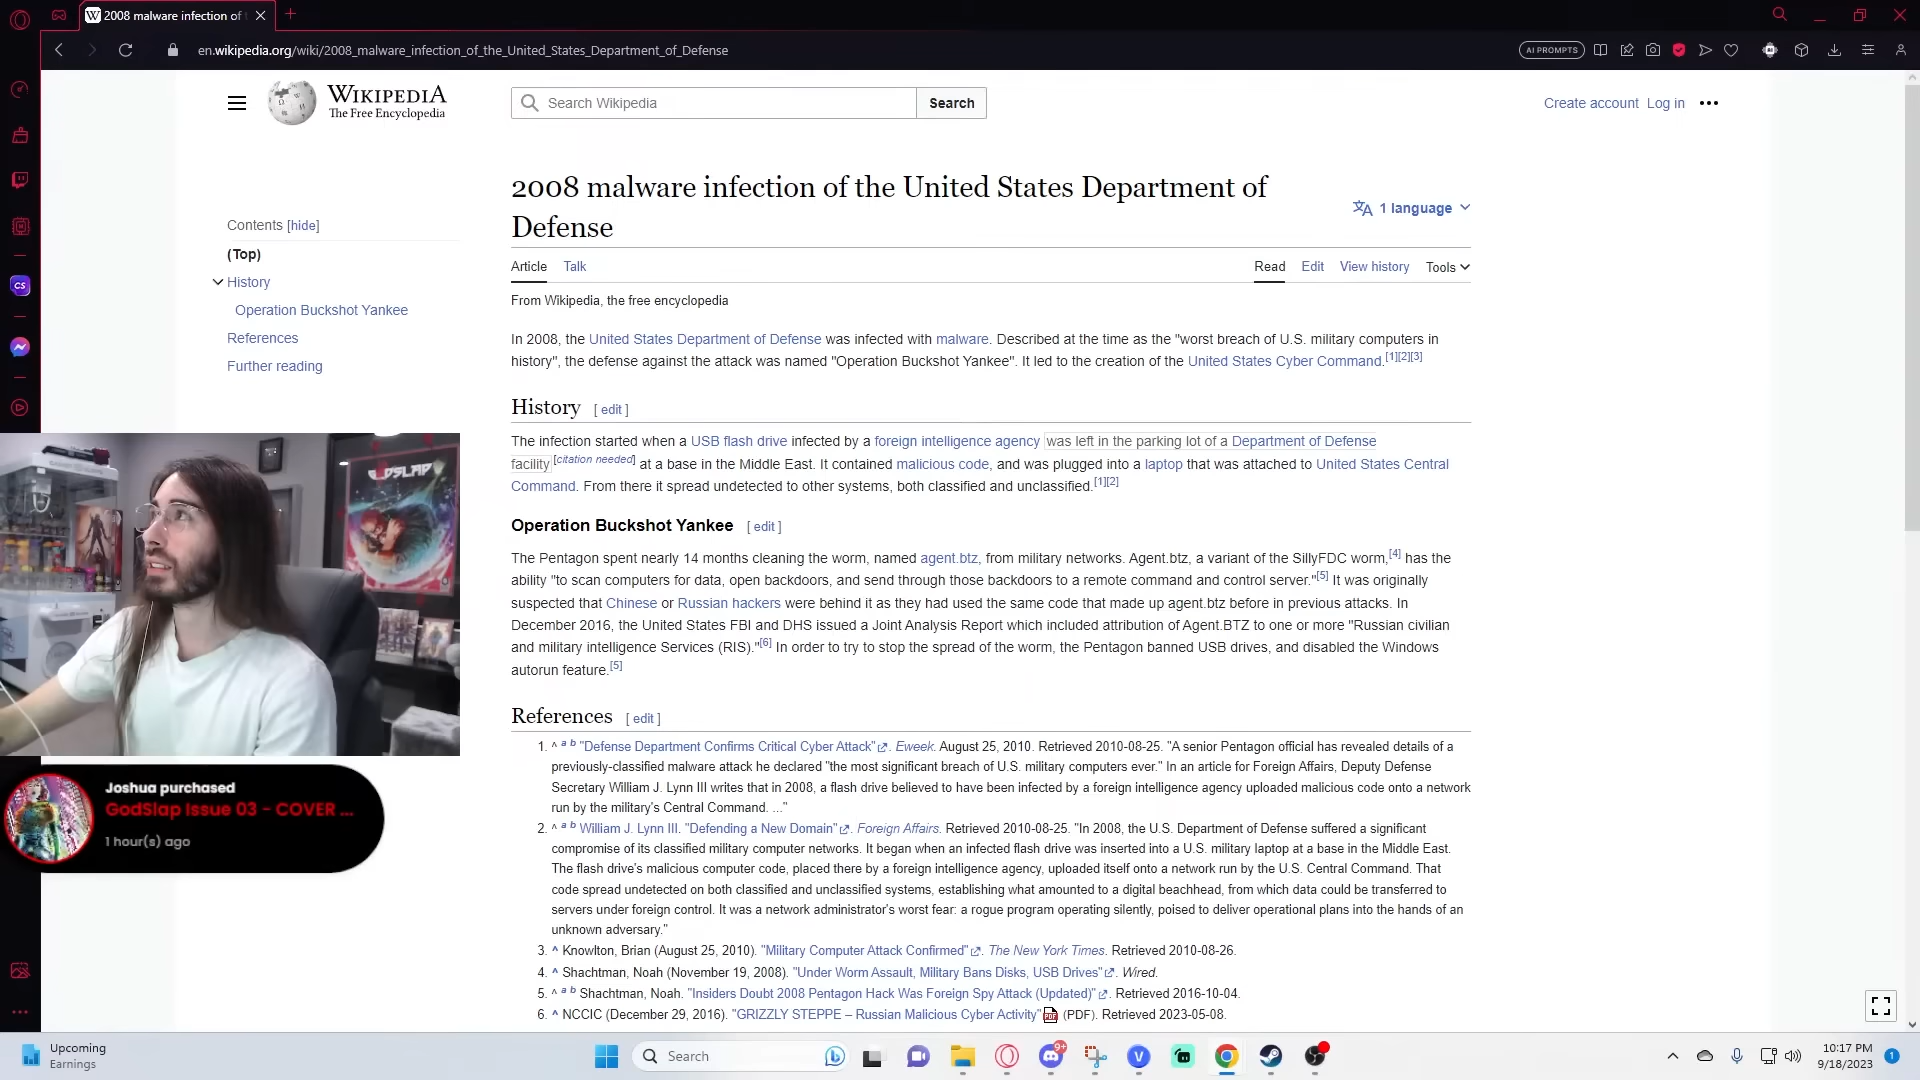 2008 malware infection of
en.wikipedia.org/wiki/2008_malware_infection_of_the_United_States_Department_of_Defense
AI PROMPTS
WIKIPEDIA
The Free Encyclopedia
Search Wikipedia
Search
Create account Log in
2008 malware infection of the United States Department of
Defense
1 language
Contents [hide]
(Top)
History
Operation Buckshot Yankee
References
Further reading
Article Talk
Read Edit View history Tools
From Wikipedia, the free encyclopedia
In 2008, the United States Department of Defense was infected with malware. Described at the time as the "worst breach of U.S. military computers in
history", the defense against the attack was named "Operation Buckshot Yankee". It led to the creation of the United States Cyber Command.[1][2][3]
History [ edit ]
The infection started when a USB flash drive infected by a foreign intelligence agency was left in the parking lot of a Department of Defense
facility[citation needed] at a base in the Middle East. It contained malicious code, and was plugged into a laptop that was attached to United States Central
Command. From there it spread undetected to other systems, both classified and unclassified.[1][2]
Operation Buckshot Yankee [ edit ]
The Pentagon spent nearly 14 months cleaning the worm, named agent.btz, from military networks. Agent.btz, a variant of the SillyFDC worm,[4] has the
ability "to scan computers for data, open backdoors, and send through those backdoors to a remote command and control server."[5] It was originally
suspected that Chinese or Russian hackers were behind it as they had used the same code that made up agent.btz before in previous attacks. In
December 2016, the United States FBI and DHS issued a Joint Analysis Report which included attribution of Agent.BTZ to one or more "Russian civilian
and military intelligence Services (RIS)."[6] In order to try to stop the spread of the worm, the Pentagon banned USB drives, and disabled the Windows
autorun feature.[5]
References [ edit ]
1. ^ a b "Defense Department Confirms Critical Cyber Attack". Eweek. August 25, 2010. Retrieved 2010-08-25. "A senior Pentagon official has revealed details of a
previously-classified malware attack he declared "the most significant breach of U.S. military computers ever." In an article for Foreign Affairs, Deputy Defense
Secretary William J. Lynn III writes that in 2008, a flash drive believed to have been infected by a foreign intelligence agency uploaded malicious code onto a network
run by the military's Central Command. ..."
2. ^ a b William J. Lynn III. "Defending a New Domain". Foreign Affairs. Retrieved 2010-08-25. "In 2008, the U.S. Department of Defense suffered a significant
compromise of its classified military computer networks. It began when an infected flash drive was inserted into a U.S. military laptop at a base in the Middle East.
The flash drive's malicious computer code, placed there by a foreign intelligence agency, uploaded itself onto a network run by the U.S. Central Command. That
code spread undetected on both classified and unclassified systems, establishing what amounted to a digital beachhead, from which data could be transferred to
servers under foreign control. It was a network administrator's worst fear: a rogue program operating silently, poised to deliver operational plans into the hands of an
unknown adversary."
3. ^ Knowlton, Brian (August 25, 2010). "Military Computer Attack Confirmed". The New York Times. Retrieved 2010-08-26.
4. ^ Shachtman, Noah (November 19, 2008). "Under Worm Assault, Military Bans Disks, USB Drives". Wired.
5. ^ a b Shachtman, Noah. "Insiders Doubt 2008 Pentagon Hack Was Foreign Spy Attack (Updated)". Retrieved 2016-10-04.
6. ^ NCCIC (December 29, 2016). "GRIZZLY STEPPE – Russian Malicious Cyber Activity" (PDF). Retrieved 2023-05-08.
CS
GODSLAP
Joshua purchased
GodSlap Issue 03 - COVER ...
1 hour(s) ago
Upcoming
Earnings
Search
9+
10:17 PM
9/18/2023
1